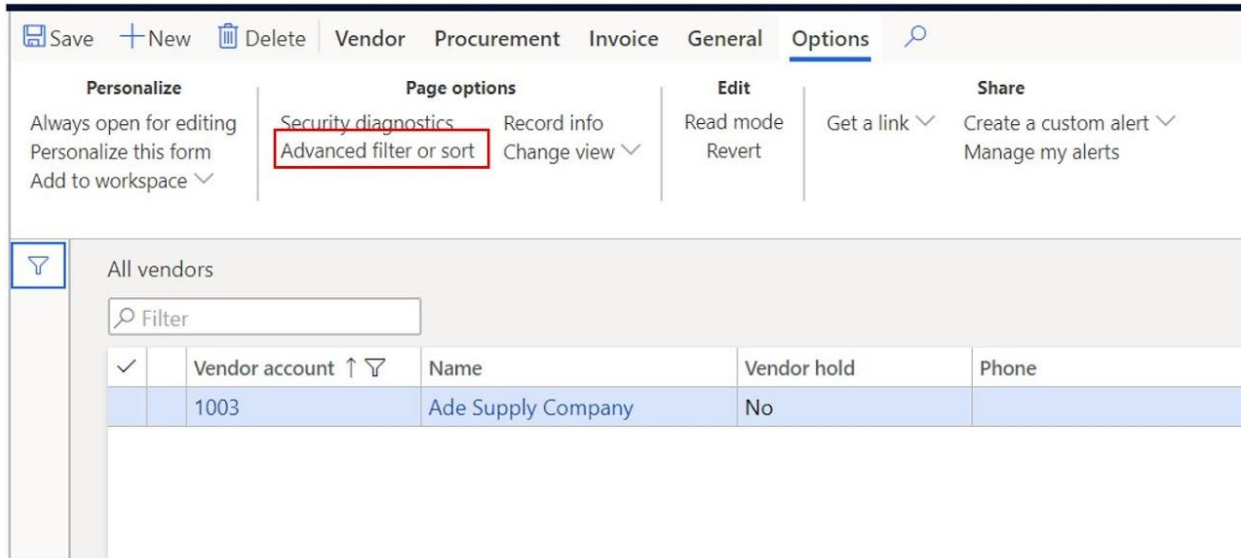 Save New Delete Vendor Procurement Invoice General Options
Personalize
Always open for editing
Personalize this form
Add to workspace
Page options
Security diagnostics
Advanced filter or sort
Record info
Change view
Edit
Read mode
Revert
Share
Get a link
Create a custom alert
Manage my alerts
All vendors
Filter
Vendor account Name Vendor hold Phone
1003 Ade Supply Company No